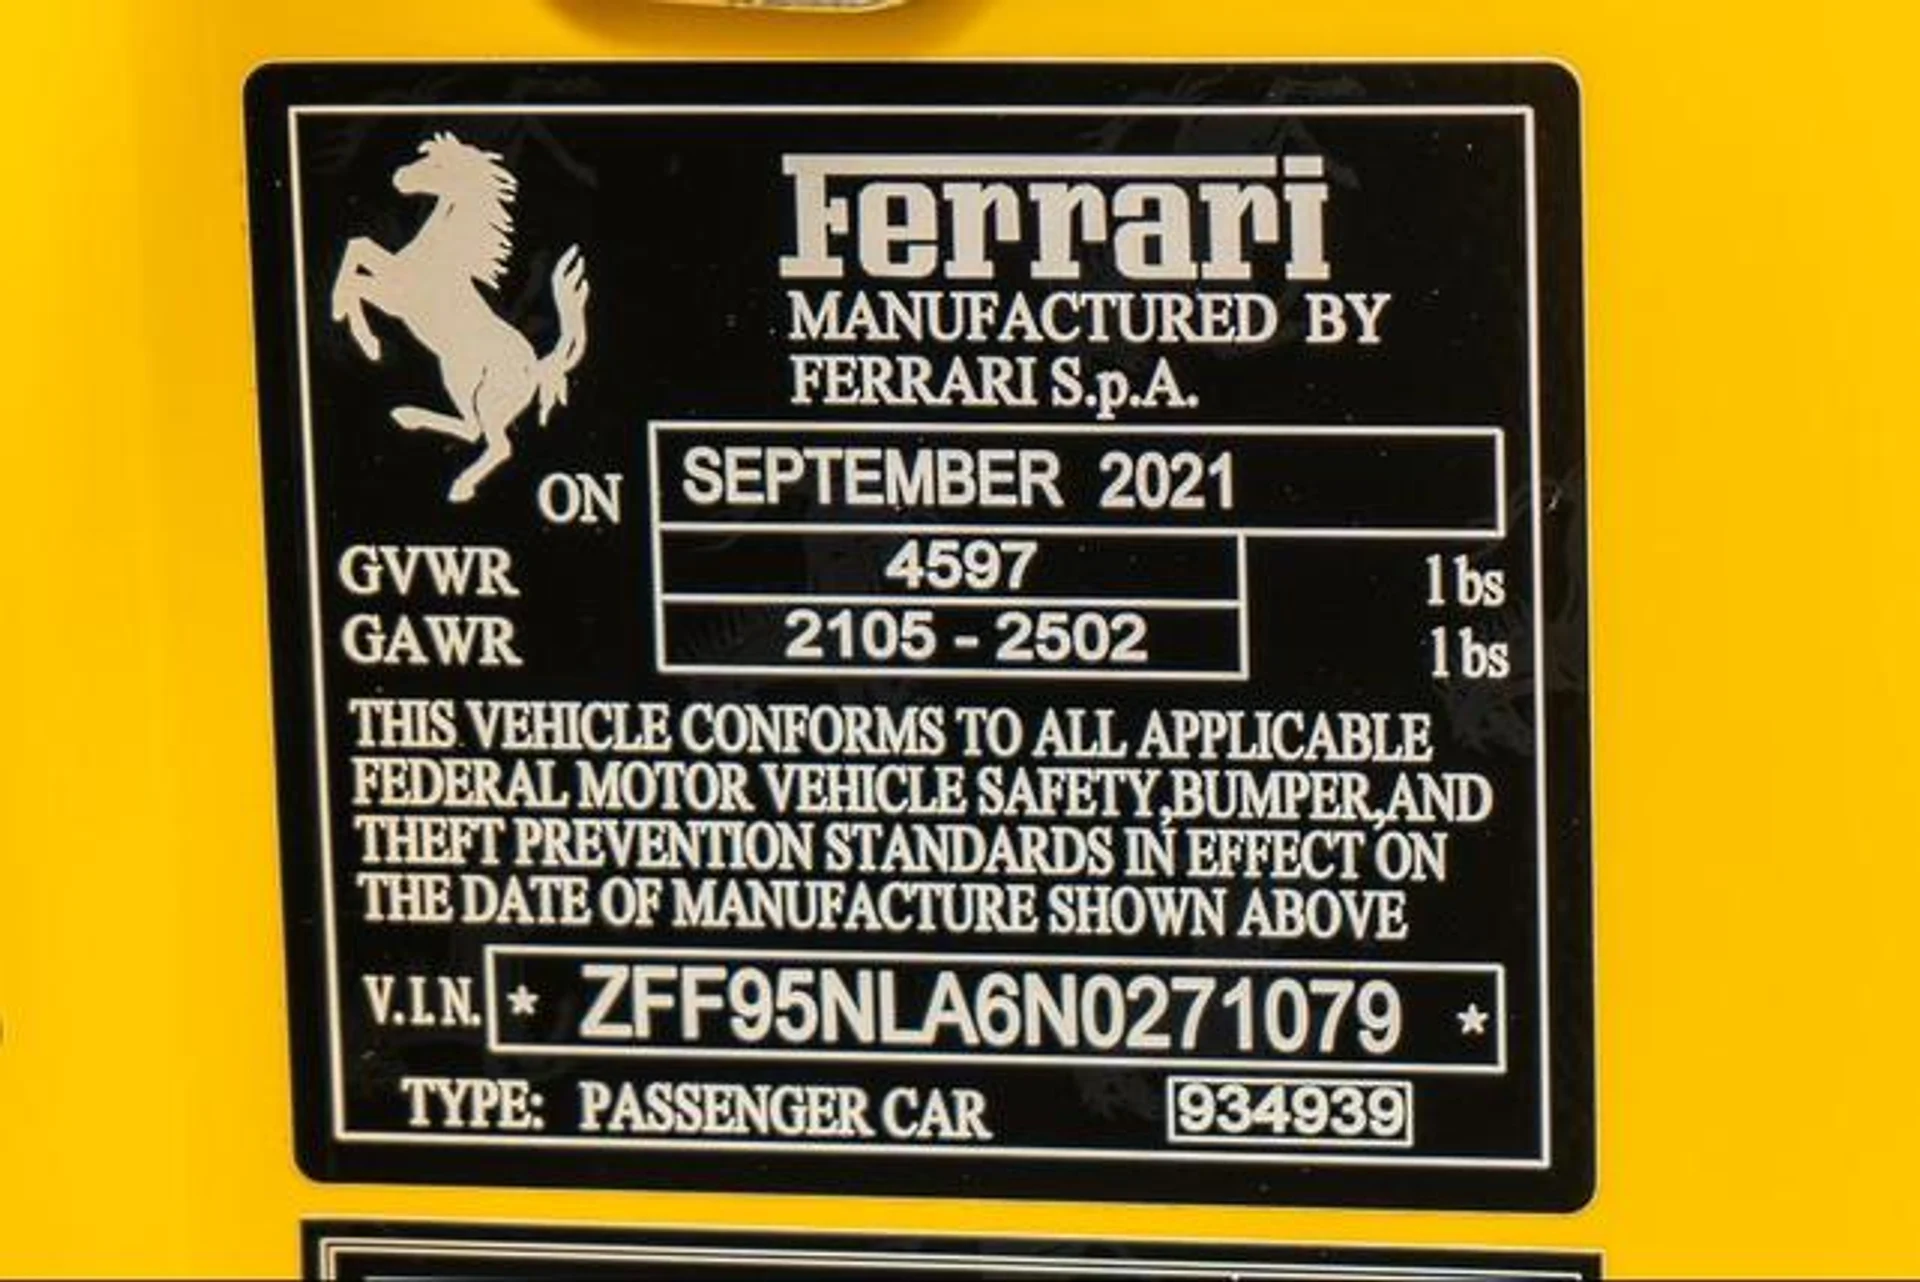 Ferrari
MANUFACTURED BY
FERRARI S.p.A.
ON SEPTEMBER 2021
GVWR 4597 lbs
GAWR 2105 - 2502 lbs
THIS VEHICLE CONFORMS TO ALL APPLICABLE
FEDERAL MOTOR VEHICLE SAFETY,BUMPER,AND
THEFT PREVENTION STANDARDS IN EFFECT ON
THE DATE OF MANUFACTURE SHOWN ABOVE
V.I.N. * ZFF95NLA6N0271079 *
TYPE: PASSENGER CAR 934939